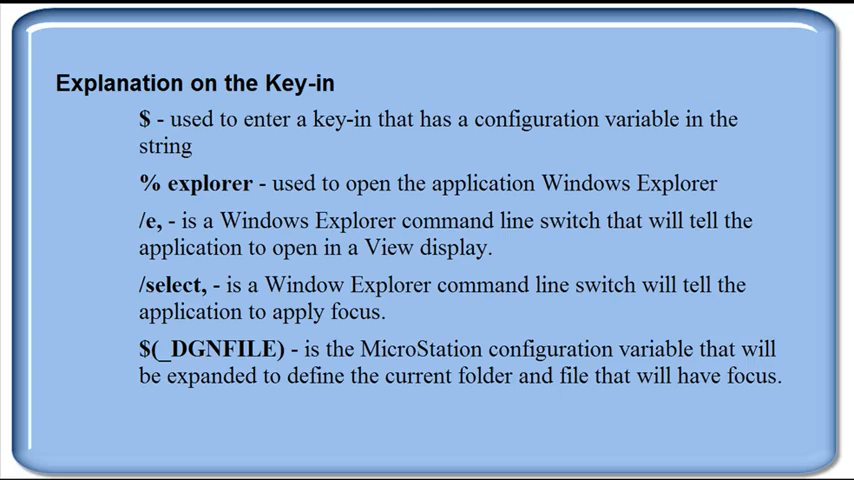 Explanation on the Key-in
$ - used to enter a key-in that has a configuration variable in the
string
% explorer - used to open the application Windows Explorer
/e, - is a Windows Explorer command line switch that will tell the
application to open in a View display.
/select, - is a Window Explorer command line switch will tell the
application to apply focus.
$(_DGNFILE) - is the MicroStation configuration variable that will
be expanded to define the current folder and file that will have focus.